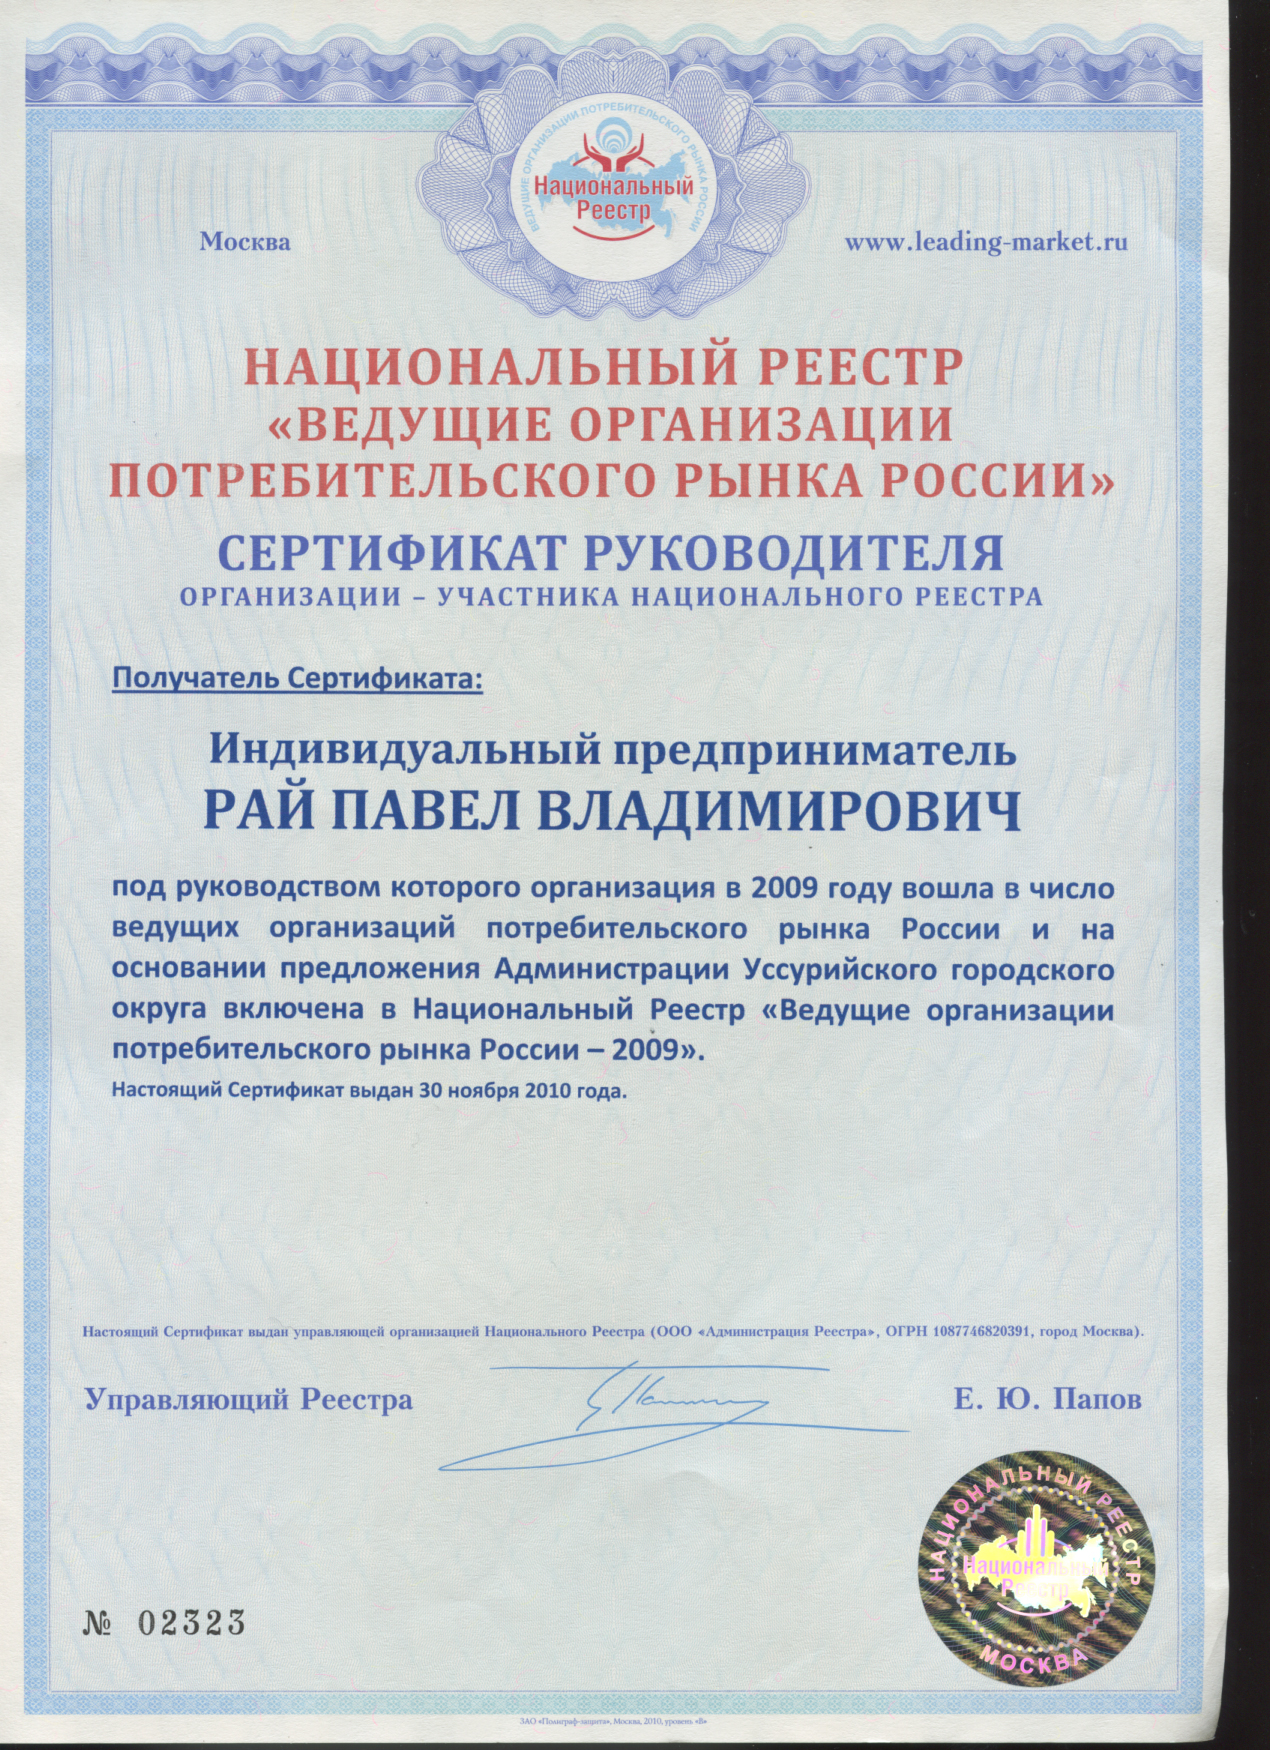 ВЕДУЩИЕ ОРГАНИЗАЦИИ ПОТРЕБИТЕЛЬСКОГО РЫНКА РОССИИ
Национальный
Реестр
Москва
www.leading-market.ru
НАЦИОНАЛЬНЫЙ РЕЕСТР
«ВЕДУЩИЕ ОРГАНИЗАЦИИ
ПОТРЕБИТЕЛЬСКОГО РЫНКА РОССИИ»
СЕРТИФИКАТ РУКОВОДИТЕЛЯ
ОРГАНИЗАЦИИ – УЧАСТНИКА НАЦИОНАЛЬНОГО РЕЕСТРА
Получатель Сертификата:
Индивидуальный предприниматель
РАЙ ПАВЕЛ ВЛАДИМИРОВИЧ
под руководством которого организация в 2009 году вошла в число
ведущих организаций потребительского рынка России и на
основании предложения Администрации Уссурийского городского
округа включена в Национальный Реестр «Ведущие организации
потребительского рынка России – 2009».
Настоящий Сертификат выдан 30 ноября 2010 года.
Настоящий Сертификат выдан управляющей организацией Национального Реестра (ООО «Администрация Реестра», ОГРН 1087746820391, город Москва).
Управляющий Реестра
Е. Ю. Папов
НАЦИОНАЛЬНЫЙ РЕЕСТР
Национальный
Реестр
МОСКВА
№ 02323
ЗАО «Полиграф-защита», Москва, 2010, уровень «В»